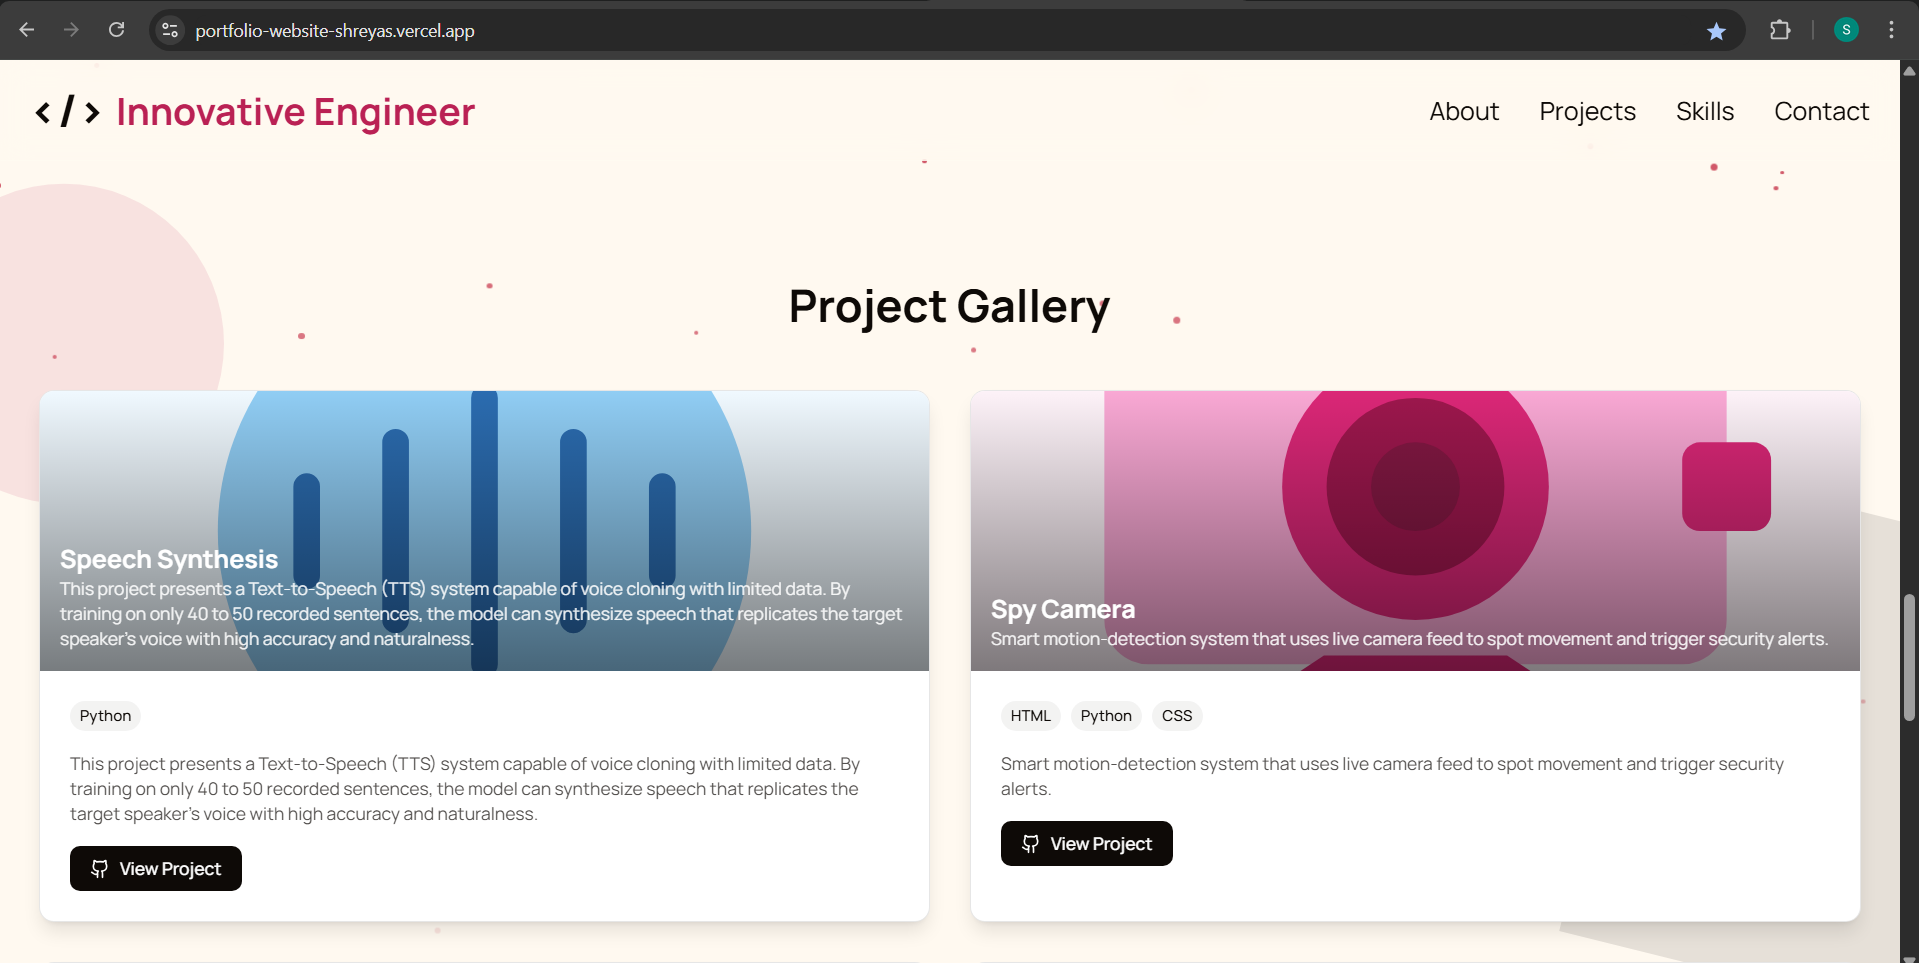 portfolio-website-shreyas.vercel.app
S
</> Innovative Engineer
About Projects Skills Contact
Project Gallery
Speech Synthesis
This project presents a Text-to-Speech (TTS) system capable of voice cloning with limited data. By
training on only 40 to 50 recorded sentences, the model can synthesize speech that replicates the target
speaker's voice with high accuracy and naturalness.
Python
This project presents a Text-to-Speech (TTS) system capable of voice cloning with limited data. By
training on only 40 to 50 recorded sentences, the model can synthesize speech that replicates the
target speaker's voice with high accuracy and naturalness.
View Project
Spy Camera
Smart motion-detection system that uses live camera feed to spot movement and trigger security alerts.
HTML Python CSS
Smart motion-detection system that uses live camera feed to spot movement and trigger security
alerts.
View Project